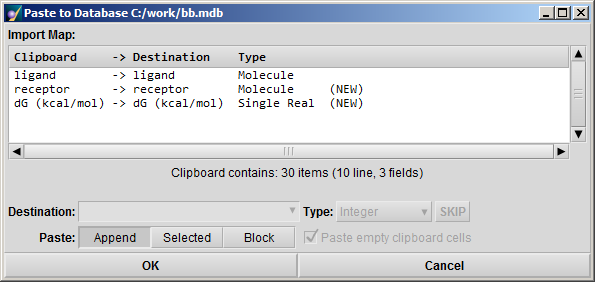 Paste to Database C:/work/bb.mdb
Import Map:
Clipboard -> Destination Type
ligand -> ligand Molecule
receptor -> receptor Molecule (NEW)
dG (kcal/mol) -> dG (kcal/mol) Single Real (NEW)
Clipboard contains: 30 items (10 line, 3 fields)
Destination: Type: Integer SKIP
Paste: Append Selected Block Paste empty clipboard cells
OK Cancel